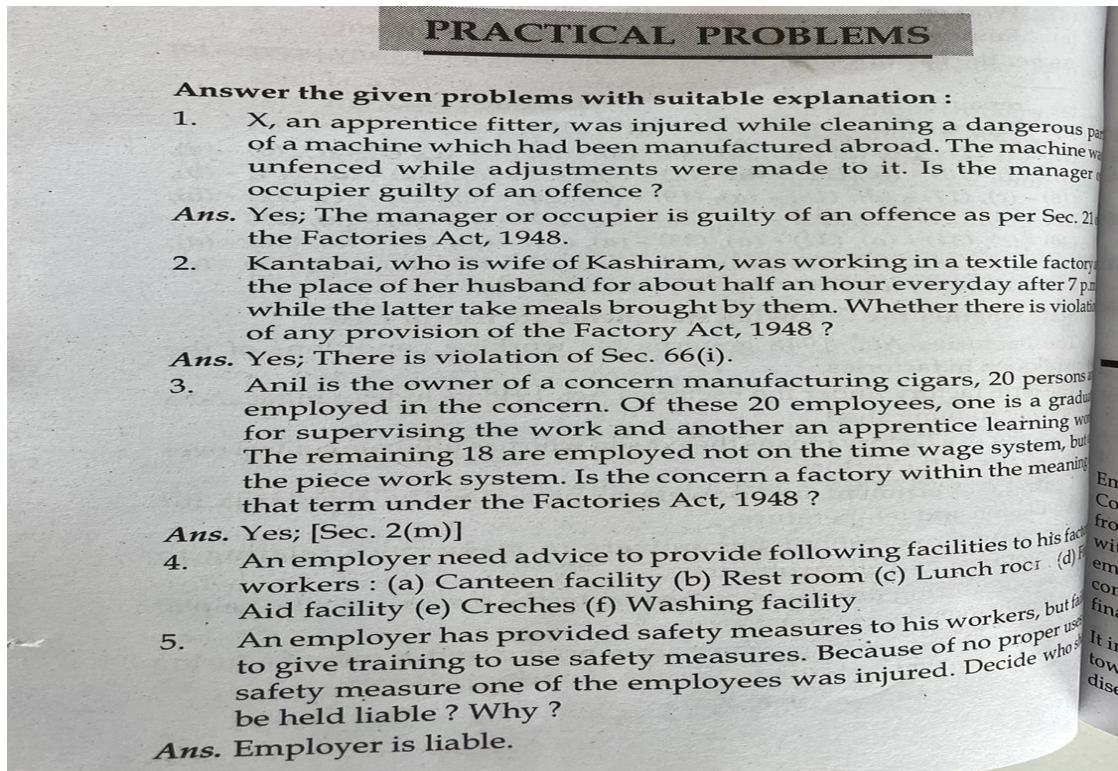 PRACTICAL PROBLEMS
Answer the given problems with suitable explanation :
1. X, an apprentice fitter, was injured while cleaning a dangerous
of a machine which had been manufactured abroad. The machine
unfenced while adjustments were made to it. Is the manager
occupier guilty of an offence ?
Ans. Yes; The manager or occupier is guilty of an offence as per Sec. 21
the Factories Act, 1948.
2. Kantabai, who is wife of Kashiram, was working in a textile factory
the place of her husband for about half an hour everyday after 7
while the latter take meals brought by them. Whether there is
of any provision of the Factory Act, 1948 ?
Ans. Yes; There is violation of Sec. 66(i).
3. Anil is the owner of a concern manufacturing cigars, 20 persons
employed in the concern. Of these 20 employees, one is a
for supervising the work and another an apprentice learning
The remaining 18 are employed not on the time wage system, but
the piece work system. Is the concern a factory within the meaning
that term under the Factories Act, 1948 ?
Ans. Yes; [Sec. 2(m)]
4. An employer need advice to provide following facilities to his
workers : (a) Canteen facility (b) Rest room (c) Lunch (d)
Aid facility (e) Creches (f) Washing facility
5. An employer has provided safety measures to his workers, but
to give training to use safety measures. Because of no proper use
safety measure one of the employees was injured. Decide who
be held liable ? Why ?
Ans. Employer is liable.